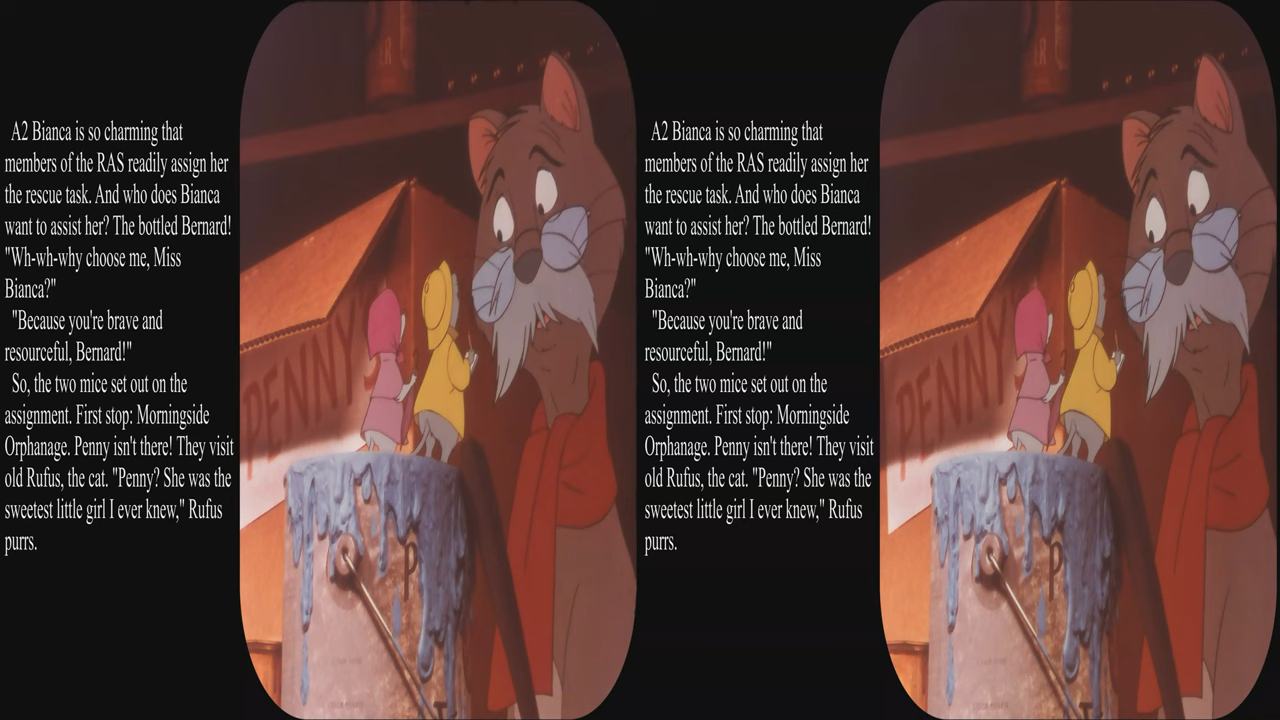 A2 Bianca is so charming that
members of the RAS readily assign her
the rescue task. And who does Bianca
want to assist her? The bottled Bernard!
"Wh-wh-why choose me, Miss
Bianca?"
"Because you're brave and
resourceful, Bernard!"
So, the two mice set out on the
assignment. First stop: Morningside
Orphanage. Penny isn't there! They visit
old Rufus, the cat. "Penny? She was the
sweetest little girl I ever knew," Rufus
purrs.
PENNY
P
A2 Bianca is so charming that
members of the RAS readily assign her
the rescue task. And who does Bianca
want to assist her? The bottled Bernard!
"Wh-wh-why choose me, Miss
Bianca?"
"Because you're brave and
resourceful, Bernard!"
So, the two mice set out on the
assignment. First stop: Morningside
Orphanage. Penny isn't there! They visit
old Rufus, the cat. "Penny? She was the
sweetest little girl I ever knew," Rufus
purrs.
PENNY
P